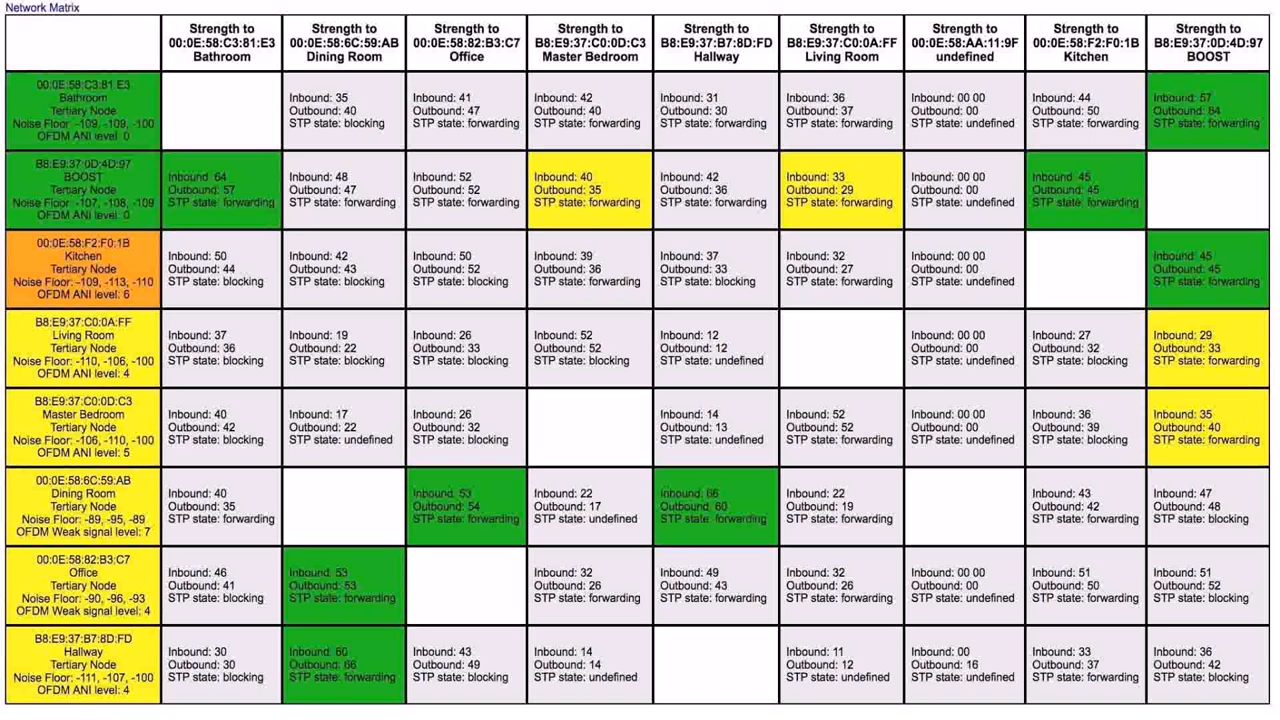 Network Matrix
Strength to
00:0E:58:C3:81:E3
Bathroom
Strength to
00:0E:58:6C:59:AB
Dining Room
Strength to
00:0E:58:82:B3:C7
Office
Strength to
B8:E9:37:C0:0D:C3
Master Bedroom
Strength to
B8:E9:37:B7:8D:FD
Hallway
Strength to
B8:E9:37:C0:0A:FF
Living Room
Strength to
00:0E:58:AA:11:9F
undefined
Strength to
00:0E:58:F2:F0:1B
Kitchen
Strength to
B8:E9:37:0D:4D:97
BOOST
00:0E:58:C3:81:E3
Bathroom
Tertiary Node
Noise Floor: -109, -109, -100
OFDM ANI level: 0
Inbound: 35
Outbound: 40
STP state: blocking
Inbound: 41
Outbound: 47
STP state: forwarding
Inbound: 42
Outbound: 40
STP state: forwarding
Inbound: 31
Outbound: 30
STP state: forwarding
Inbound: 36
Outbound: 37
STP state: forwarding
Inbound: 00 00
Outbound: 00
STP state: undefined
Inbound: 44
Outbound: 50
STP state: forwarding
Inbound: 57
Outbound: 64
STP state: forwarding
B8:E9:37:0D:4D:97
BOOST
Tertiary Node
Noise Floor: -107, -108, -109
OFDM ANI level: 0
Inbound: 64
Outbound: 57
STP state: forwarding
Inbound: 48
Outbound: 47
STP state: forwarding
Inbound: 52
Outbound: 52
STP state: forwarding
Inbound: 40
Outbound: 35
STP state: forwarding
Inbound: 42
Outbound: 36
STP state: forwarding
Inbound: 33
Outbound: 29
STP state: forwarding
Inbound: 00 00
Outbound: 00
STP state: undefined
Inbound: 45
Outbound: 45
STP state: forwarding
00:0E:58:F2:F0:1B
Kitchen
Tertiary Node
Noise Floor: -109, -113, -110
OFDM ANI level: 6
Inbound: 50
Outbound: 44
STP state: blocking
Inbound: 42
Outbound: 43
STP state: blocking
Inbound: 50
Outbound: 52
STP state: blocking
Inbound: 39
Outbound: 36
STP state: forwarding
Inbound: 37
Outbound: 33
STP state: blocking
Inbound: 32
Outbound: 27
STP state: forwarding
Inbound: 00 00
Outbound: 00
STP state: undefined
Inbound: 45
Outbound: 45
STP state: forwarding
B8:E9:37:C0:0A:FF
Living Room
Tertiary Node
Noise Floor: -110, -106, -100
OFDM ANI level: 4
Inbound: 37
Outbound: 36
STP state: blocking
Inbound: 19
Outbound: 22
STP state: blocking
Inbound: 26
Outbound: 33
STP state: blocking
Inbound: 52
Outbound: 52
STP state: blocking
Inbound: 12
Outbound: 12
STP state: undefined
Inbound: 00 00
Outbound: 00
STP state: undefined
Inbound: 27
Outbound: 32
STP state: blocking
Inbound: 29
Outbound: 33
STP state: forwarding
B8:E9:37:C0:0D:C3
Master Bedroom
Tertiary Node
Noise Floor: -106, -110, -100
OFDM ANI level: 5
Inbound: 40
Outbound: 42
STP state: blocking
Inbound: 17
Outbound: 22
STP state: undefined
Inbound: 26
Outbound: 32
STP state: blocking
Inbound: 14
Outbound: 13
STP state: undefined
Inbound: 52
Outbound: 52
STP state: forwarding
Inbound: 00 00
Outbound: 00
STP state: undefined
Inbound: 36
Outbound: 39
STP state: blocking
Inbound: 35
Outbound: 40
STP state: forwarding
00:0E:58:6C:59:AB
Dining Room
Tertiary Node
Noise Floor: -89, -95, -89
OFDM Weak signal level: 7
Inbound: 40
Outbound: 35
STP state: forwarding
Inbound: 53
Outbound: 54
STP state: forwarding
Inbound: 22
Outbound: 17
STP state: undefined
Inbound: 66
Outbound: 60
STP state: forwarding
Inbound: 22
Outbound: 19
STP state: forwarding
Inbound: 43
Outbound: 42
STP state: forwarding
Inbound: 47
Outbound: 48
STP state: blocking
00:0E:58:82:B3:C7
Office
Tertiary Node
Noise Floor: -90, -96, -93
OFDM Weak signal level: 4
Inbound: 46
Outbound: 41
STP state: blocking
Inbound: 53
Outbound: 53
STP state: forwarding
Inbound: 32
Outbound: 26
STP state: forwarding
Inbound: 49
Outbound: 43
STP state: forwarding
Inbound: 32
Outbound: 26
STP state: forwarding
Inbound: 00 00
Outbound: 00
STP state: undefined
Inbound: 51
Outbound: 50
STP state: forwarding
Inbound: 51
Outbound: 52
STP state: blocking
B8:E9:37:B7:8D:FD
Hallway
Tertiary Node
Noise Floor: -111, -107, -100
OFDM ANI level: 4
Inbound: 30
Outbound: 30
STP state: blocking
Inbound: 60
Outbound: 66
STP state: forwarding
Inbound: 43
Outbound: 49
STP state: blocking
Inbound: 14
Outbound: 14
STP state: undefined
Inbound: 11
Outbound: 12
STP state: undefined
Inbound: 00
Outbound: 16
STP state: undefined
Inbound: 33
Outbound: 37
STP state: forwarding
Inbound: 36
Outbound: 42
STP state: blocking